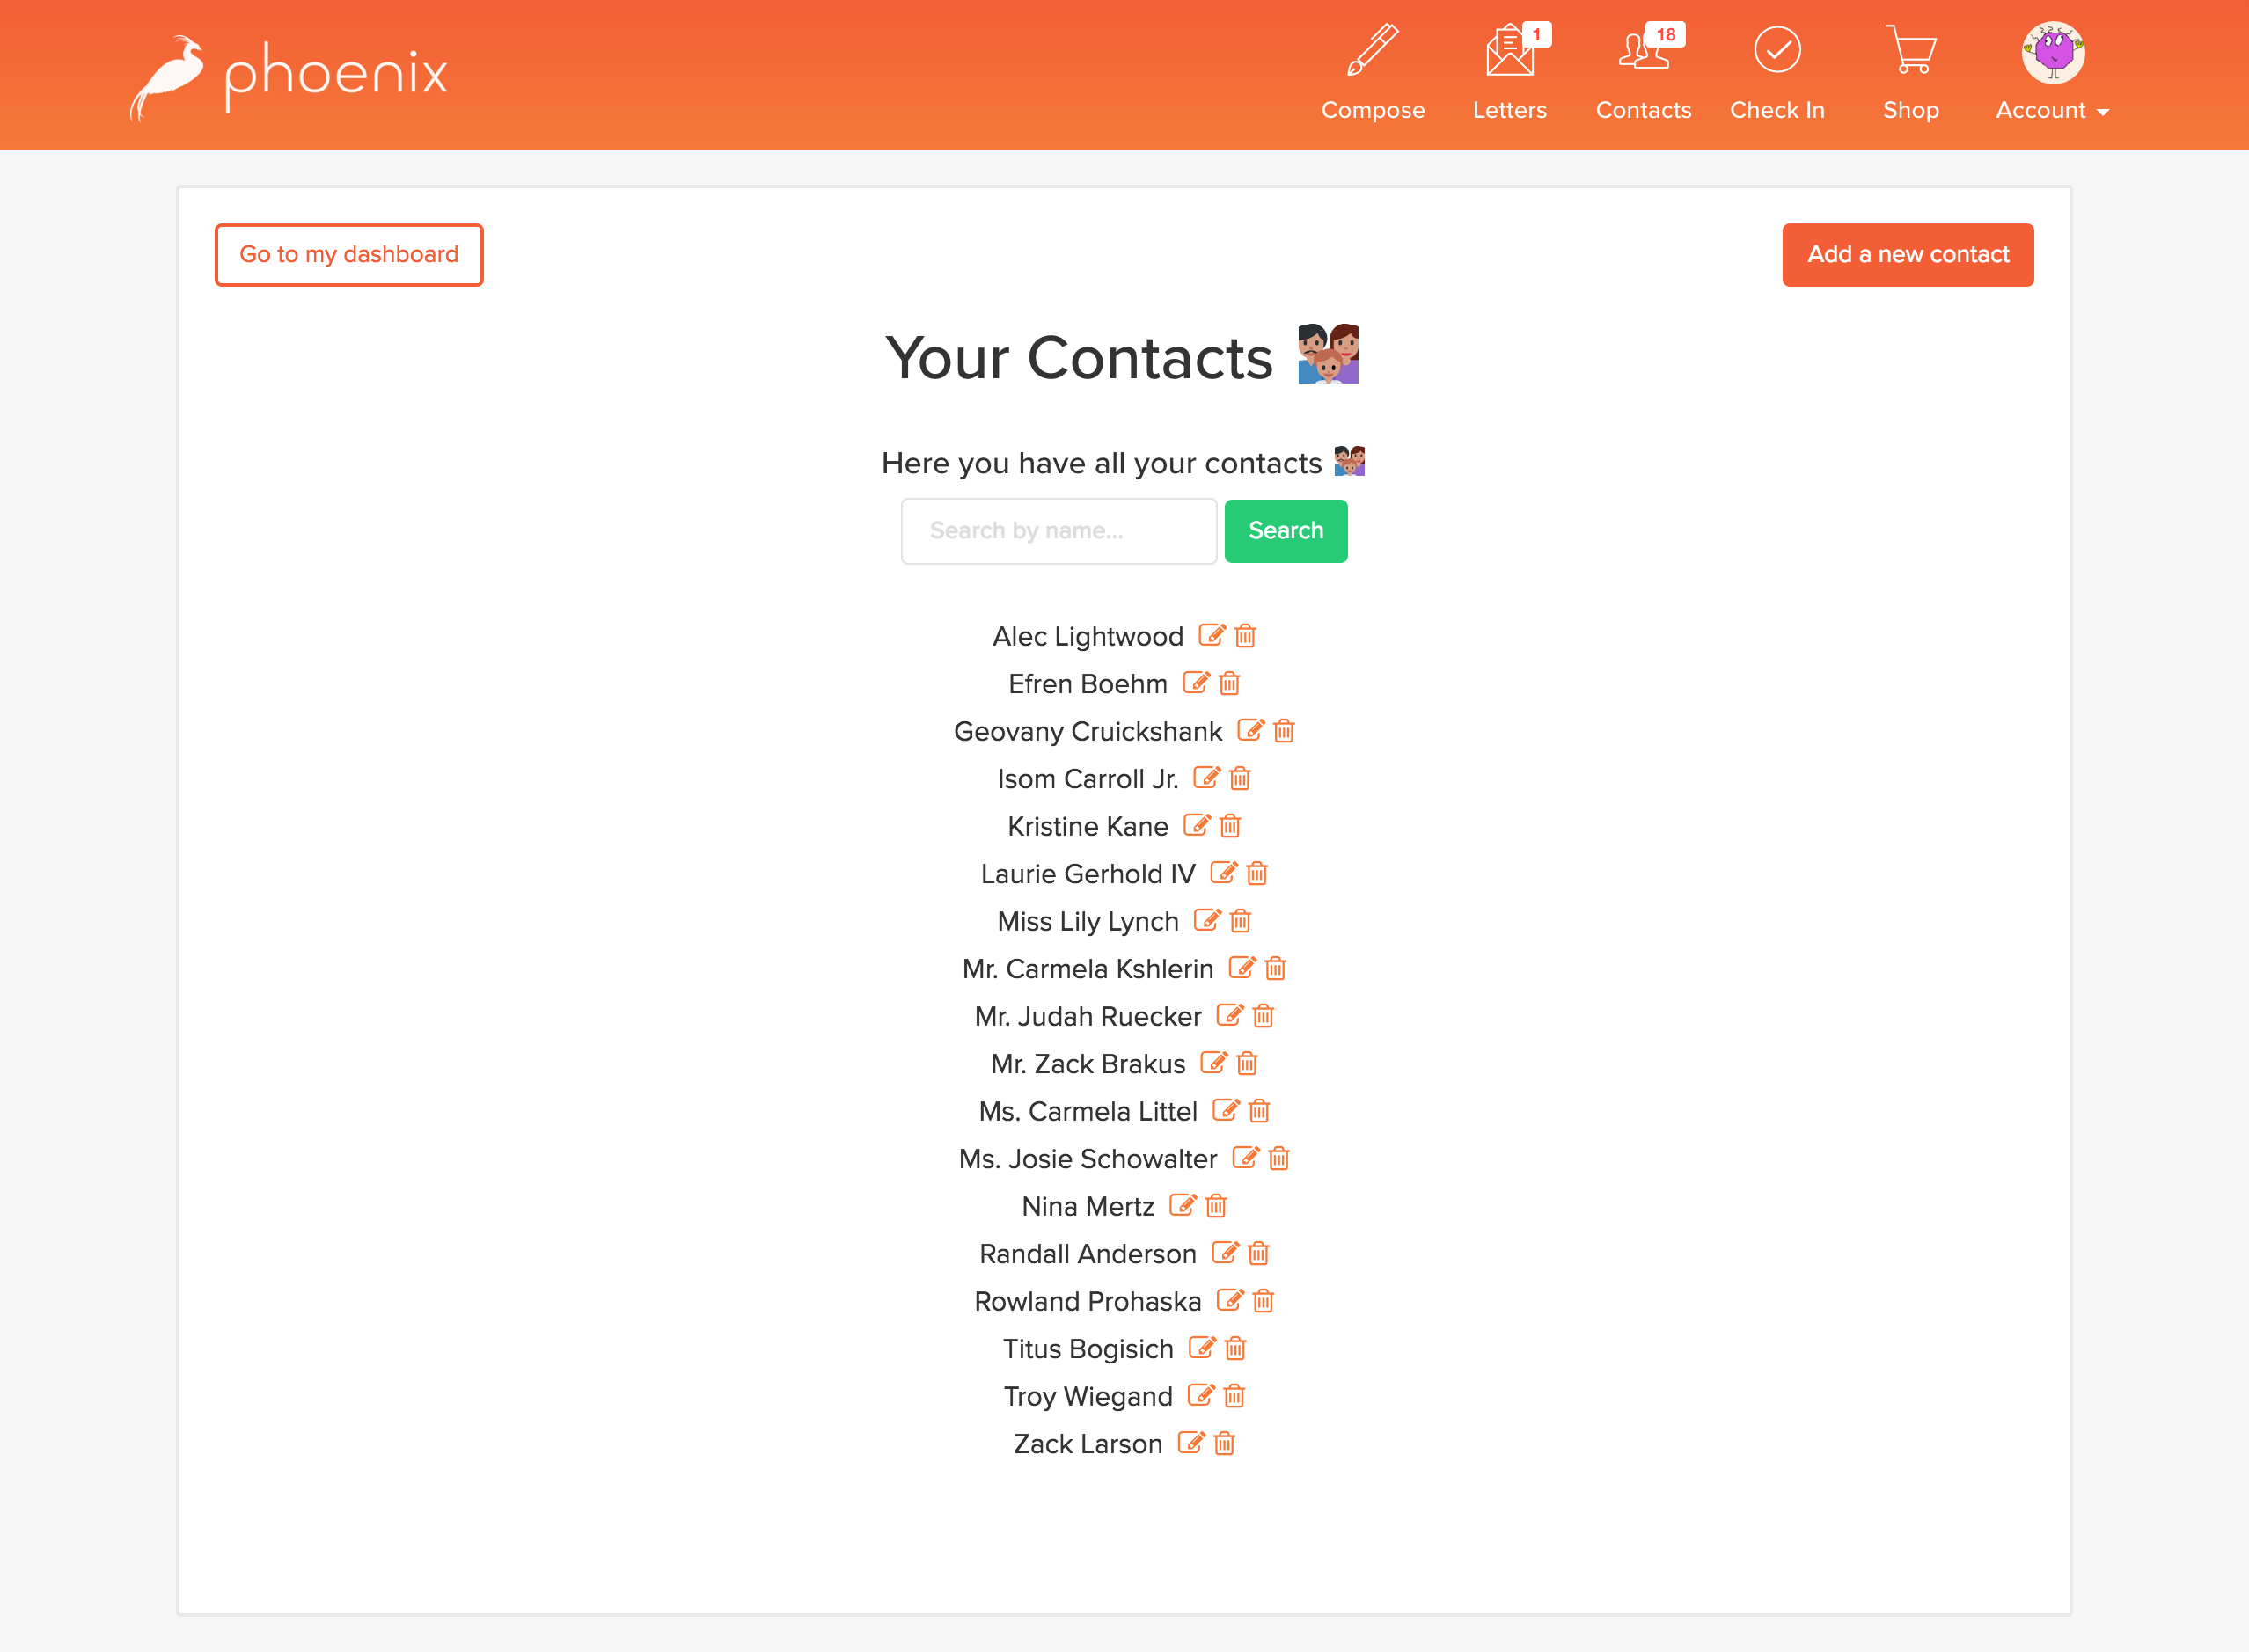 phoenix
Compose
1
Letters
18
Contacts
Check In
Shop
Account
Go to my dashboard
Add a new contact
Your Contacts
Here you have all your contacts
Search by name...
Search
Alec Lightwood
Efren Boehm
Geovany Cruickshank
Isom Carroll Jr.
Kristine Kane
Laurie Gerhold IV
Miss Lily Lynch
Mr. Carmela Kshlerin
Mr. Judah Ruecker
Mr. Zack Brakus
Ms. Carmela Littel
Ms. Josie Schowalter
Nina Mertz
Randall Anderson
Rowland Prohaska
Titus Bogisich
Troy Wiegand
Zack Larson